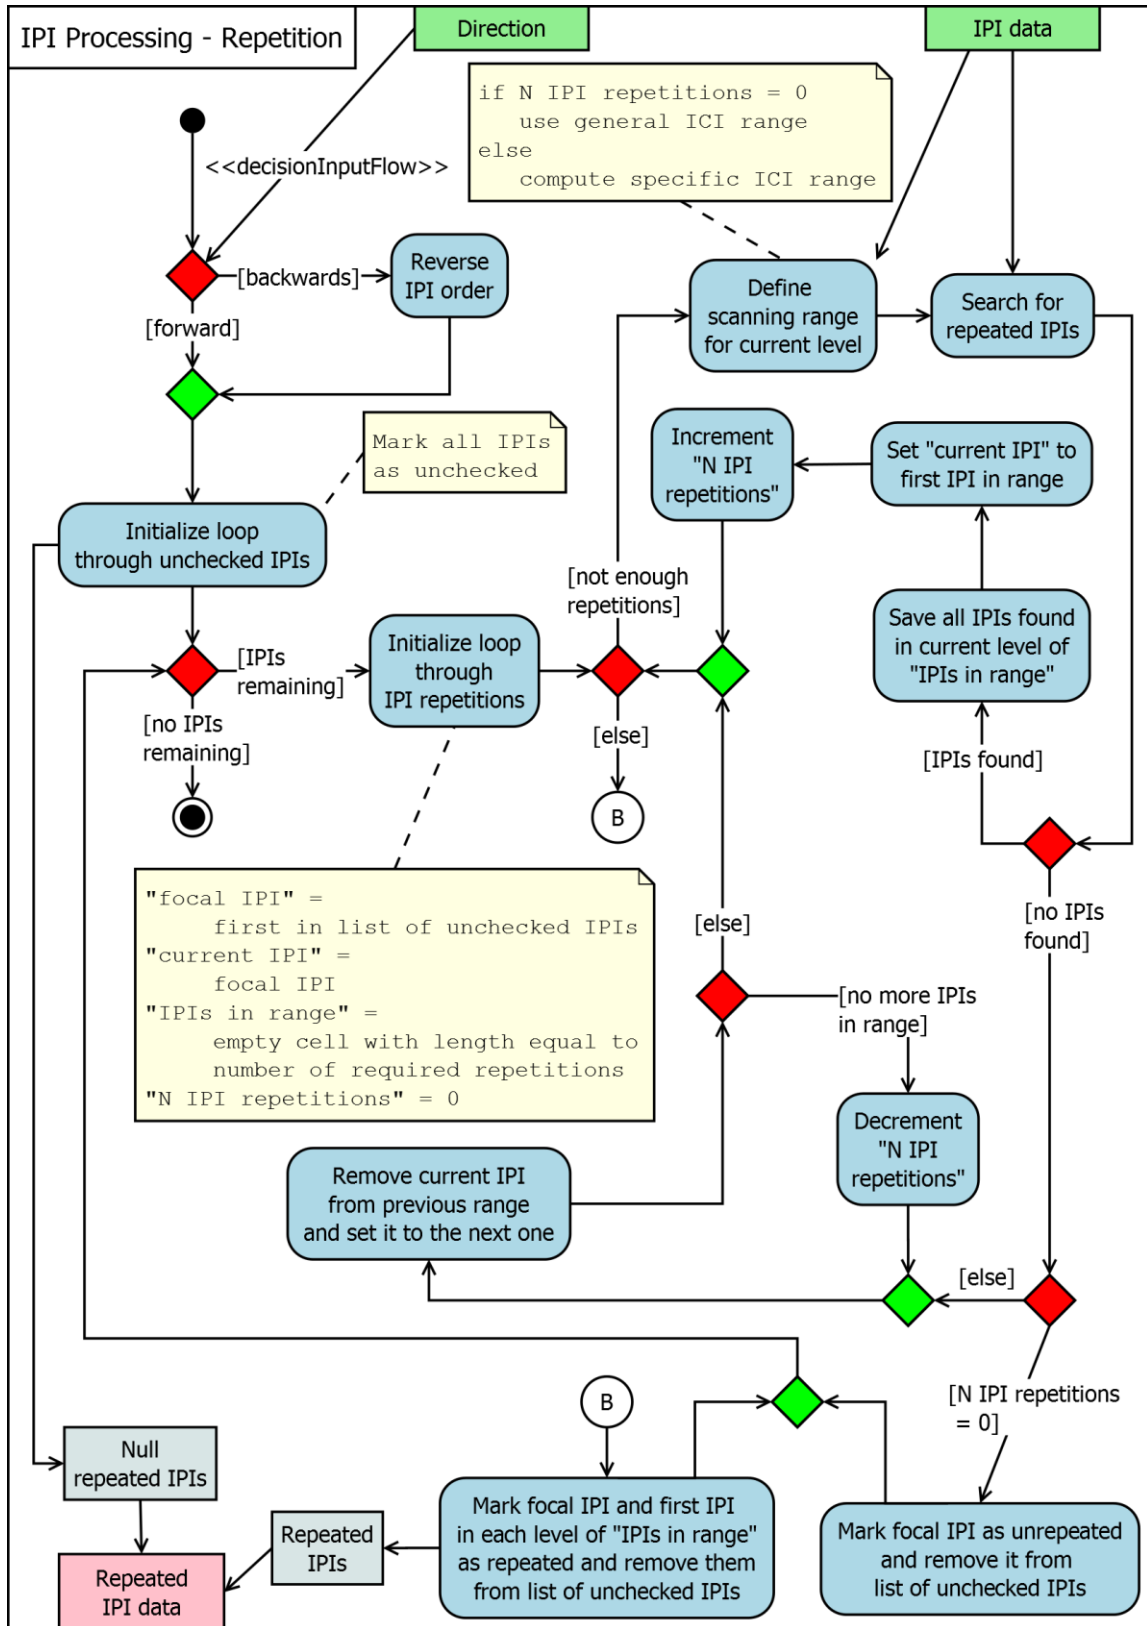 IPI Processing - Repetition
Direction
IPI data
if N IPI repetitions = 0
use general ICI range
else
compute specific ICI range
<<decisionInputFlow>>
[backwards]
Reverse
IPI order
[forward]
Define
scanning range
for current level
Search for
repeated IPIs
Mark all IPIs
as unchecked
Increment
"N IPI
repetitions"
Set "current IPI" to
first IPI in range
Initialize loop
through unchecked IPIs
[not enough
repetitions]
Save all IPIs found
in current level of
"IPIs in range"
[IPIs
remaining]
Initialize loop
through
IPI repetitions
[no IPIs
remaining]
[else]
B
[IPIs found]
"focal IPI" =
first in list of unchecked IPIs
"current IPI" =
focal IPI
"IPIs in range" =
empty cell with length equal to
number of required repetitions
"N IPI repetitions" = 0
[else]
[no IPIs
found]
[no more IPIs
in range]
Decrement
"N IPI
repetitions"
Remove current IPI
from previous range
and set it to the next one
[else]
[N IPI repetitions
= 0]
B
Null
repeated IPIs
Mark focal IPI and first IPI
in each level of "IPIs in range"
as repeated and remove them
from list of unchecked IPIs
Mark focal IPI as unrepeated
and remove it from
list of unchecked IPIs
Repeated
IPIs
Repeated
IPI data